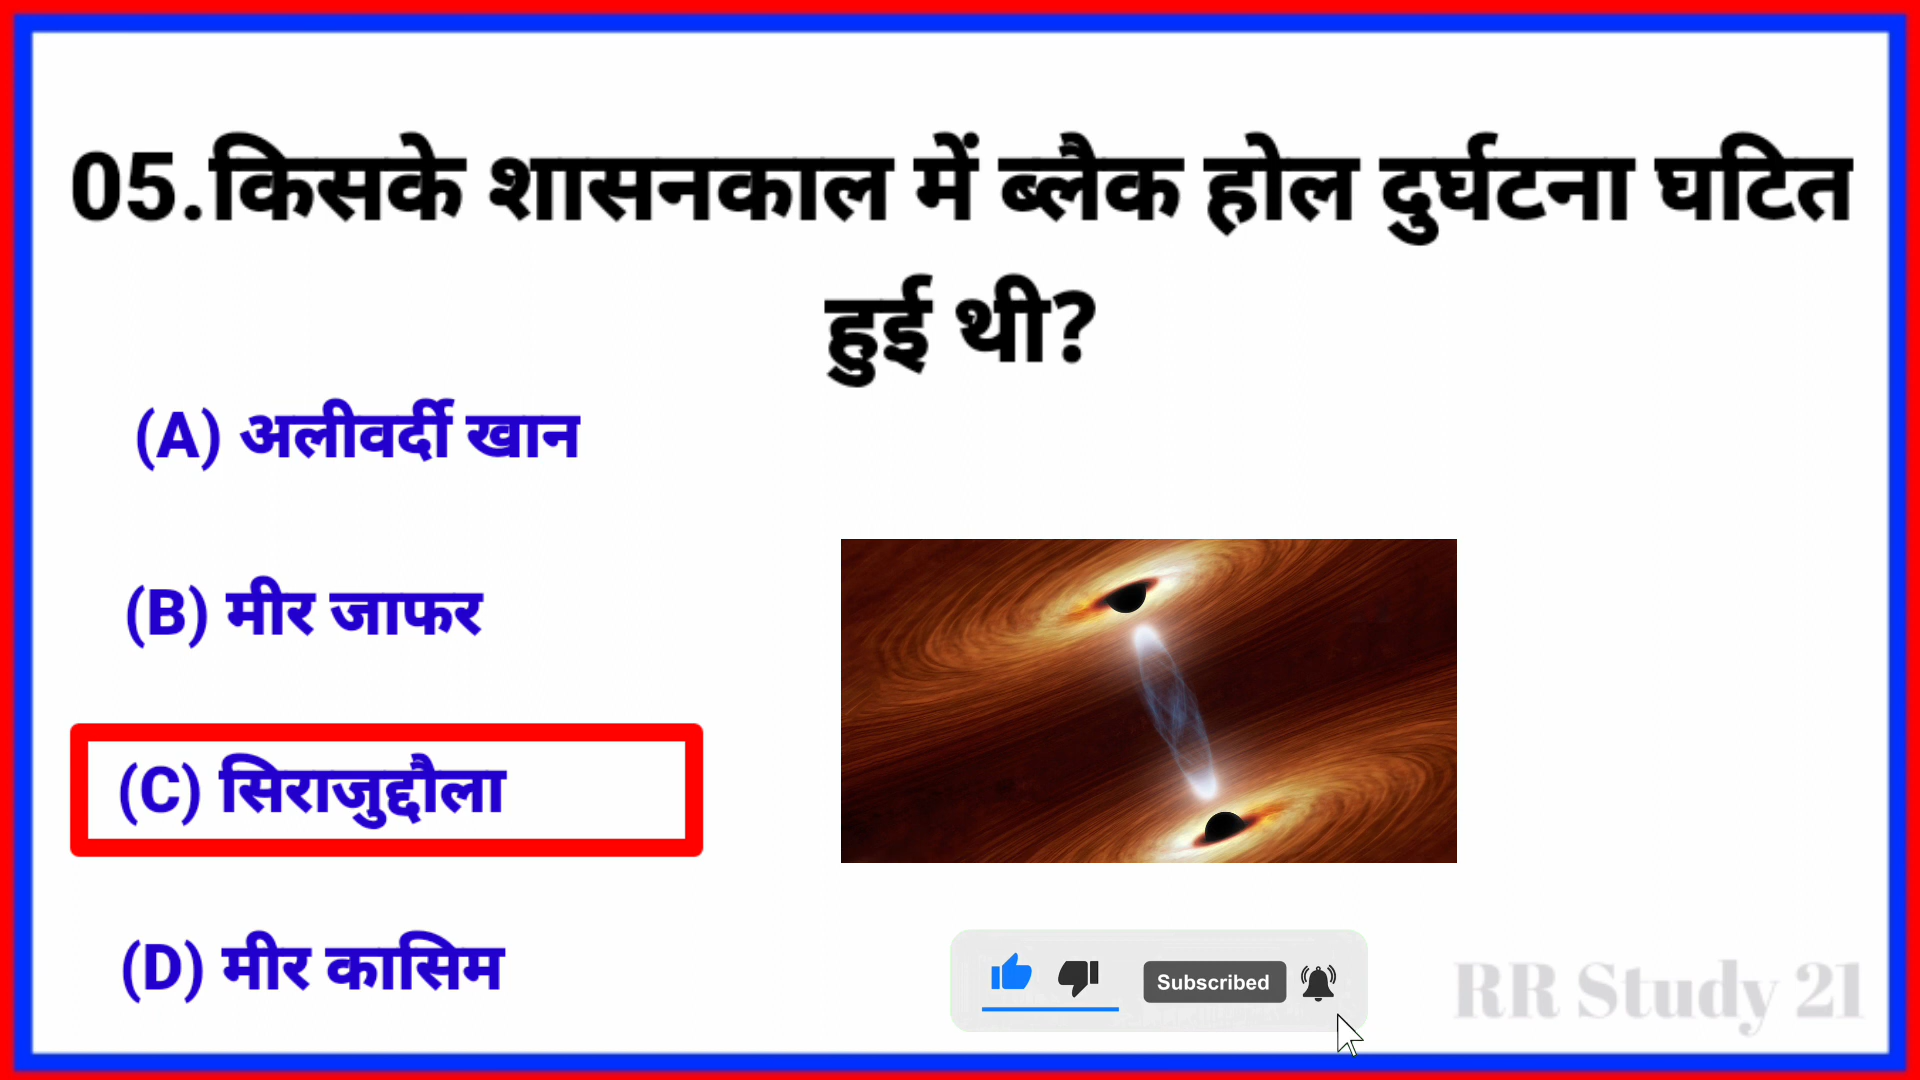 05.किसके शासनकाल में ब्लैक होल दुर्घटना घटित
हुई थी?
(A) अलीवर्दी खान
(B) मीर जाफर
(C) सिराजुद्दौला
(D) मीर कासिम
Subscribed
RR Study 21